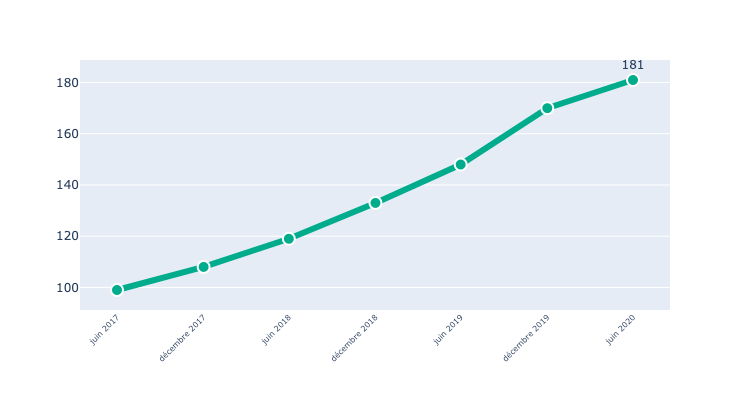 181
180
160
140
120
100
juin 2017
décembre 2017
juin 2018
décembre 2018
juin 2019
décembre 2019
juin 2020